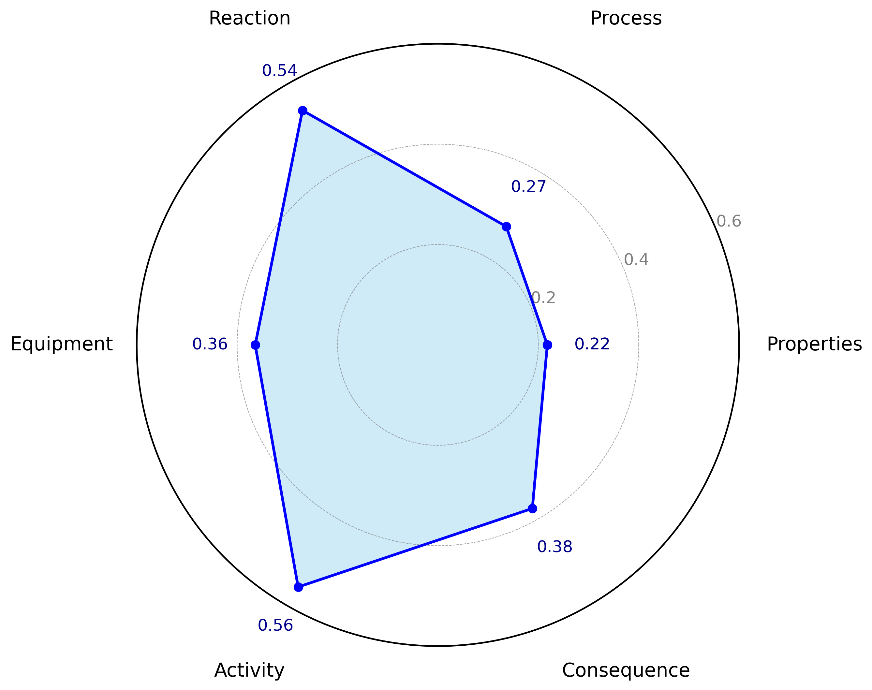 Reaction
Process
0.54
0.27
0.6
0.4
0.2
Equipment
0.36
0.22
Properties
0.38
0.56
Activity
Consequence